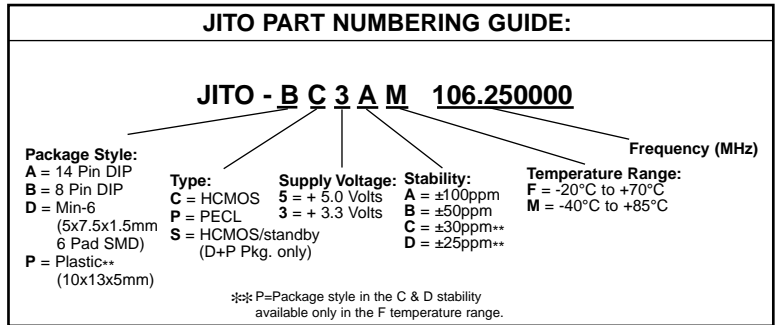 JITO PART NUMBERING GUIDE:
JITO - B C 3 A M 106.250000
Frequency (MHz)
Package Style:
A = 14 Pin DIP
B = 8 Pin DIP
D = Min-6
(5x7.5x1.5mm
6 Pad SMD)
P = Plastic**
(10x13x5mm)
Type:
C = HCMOS
P = PECL
S = HCMOS/standby
(D+P Pkg. only)
Supply Voltage:
5 = + 5.0 Volts
3 = + 3.3 Volts
Stability:
A = ±100ppm
B = ±50ppm
C = ±30ppm**
D = ±25ppm**
Temperature Range:
F = -20°C to +70°C
M = -40°C to +85°C
** P=Package style in the C & D stability
available only in the F temperature range.